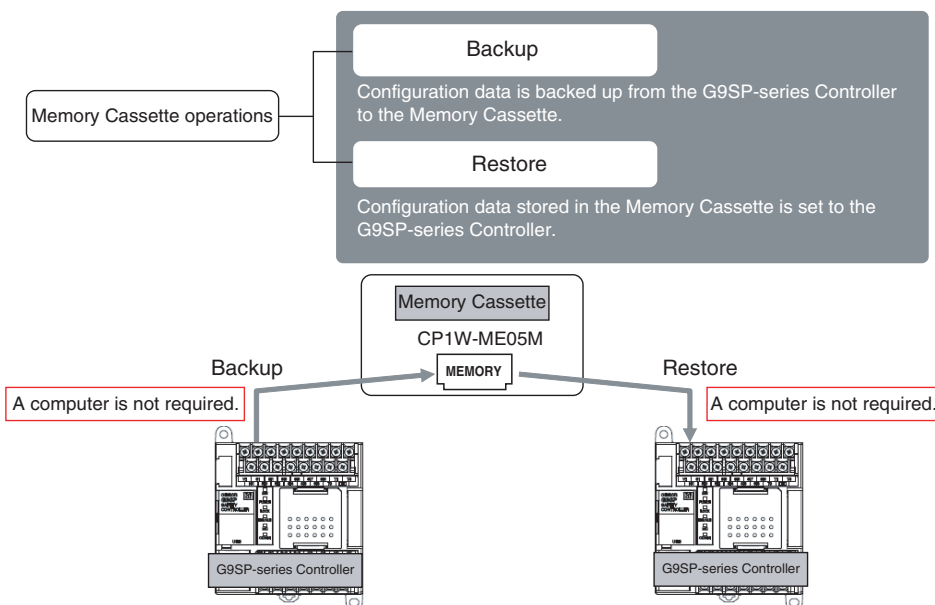 Backup
Memory Cassette operations
Configuration data is backed up from the G9SP-series Controller
to the Memory Cassette.
Restore
Configuration data stored in the Memory Cassette is set to the
G9SP-series Controller.
Memory Cassette
CP1W-ME05M
MEMORY
Backup
Restore
A computer is not required.
A computer is not required.
G9SP-series Controller
G9SP-series Controller